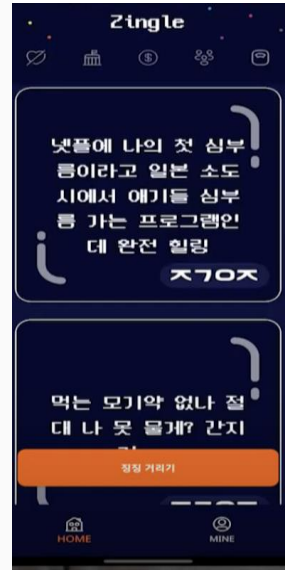 Zingle
넷플에 나의 첫 심부
름이라고 일본 소도
시에서 애기들 심부
름 가는 프로그램인
데 완전 힐링
ㅈㄱㅇㅈ
먹는 모기약 없나 절
대 나 못 물게? 간지
징징 거리기
HOME
MINE